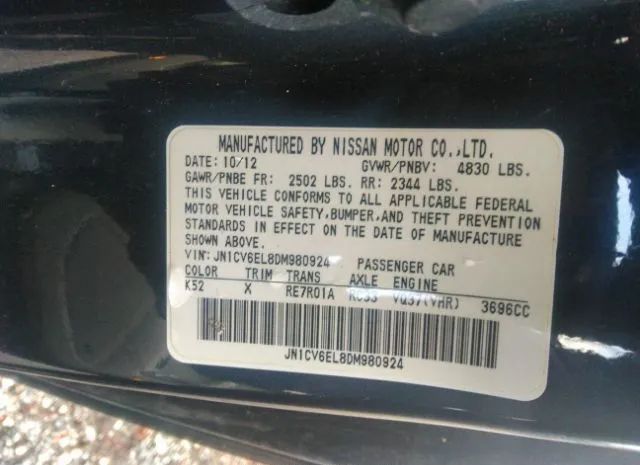 MANUFACTURED BY NISSAN MOTOR CO.,LTD.
DATE: 10/12 GVWR/PNBV: 4830 LBS.
GAWR/PNBE FR: 2502 LBS. RR: 2344 LBS.
THIS VEHICLE CONFORMS TO ALL APPLICABLE FEDERAL
MOTOR VEHICLE SAFETY,BUMPER,AND THEFT PREVENTION
STANDARDS IN EFFECT ON THE DATE OF MANUFACTURE
SHOWN ABOVE.
VIN: JN1CV6EL8DM980924 PASSENGER CAR
COLOR TRIM TRANS AXLE ENGINE
K52 X RE7R01A RC33 VQ37(VHR) 3696CC
JN1CV6EL8DM980924